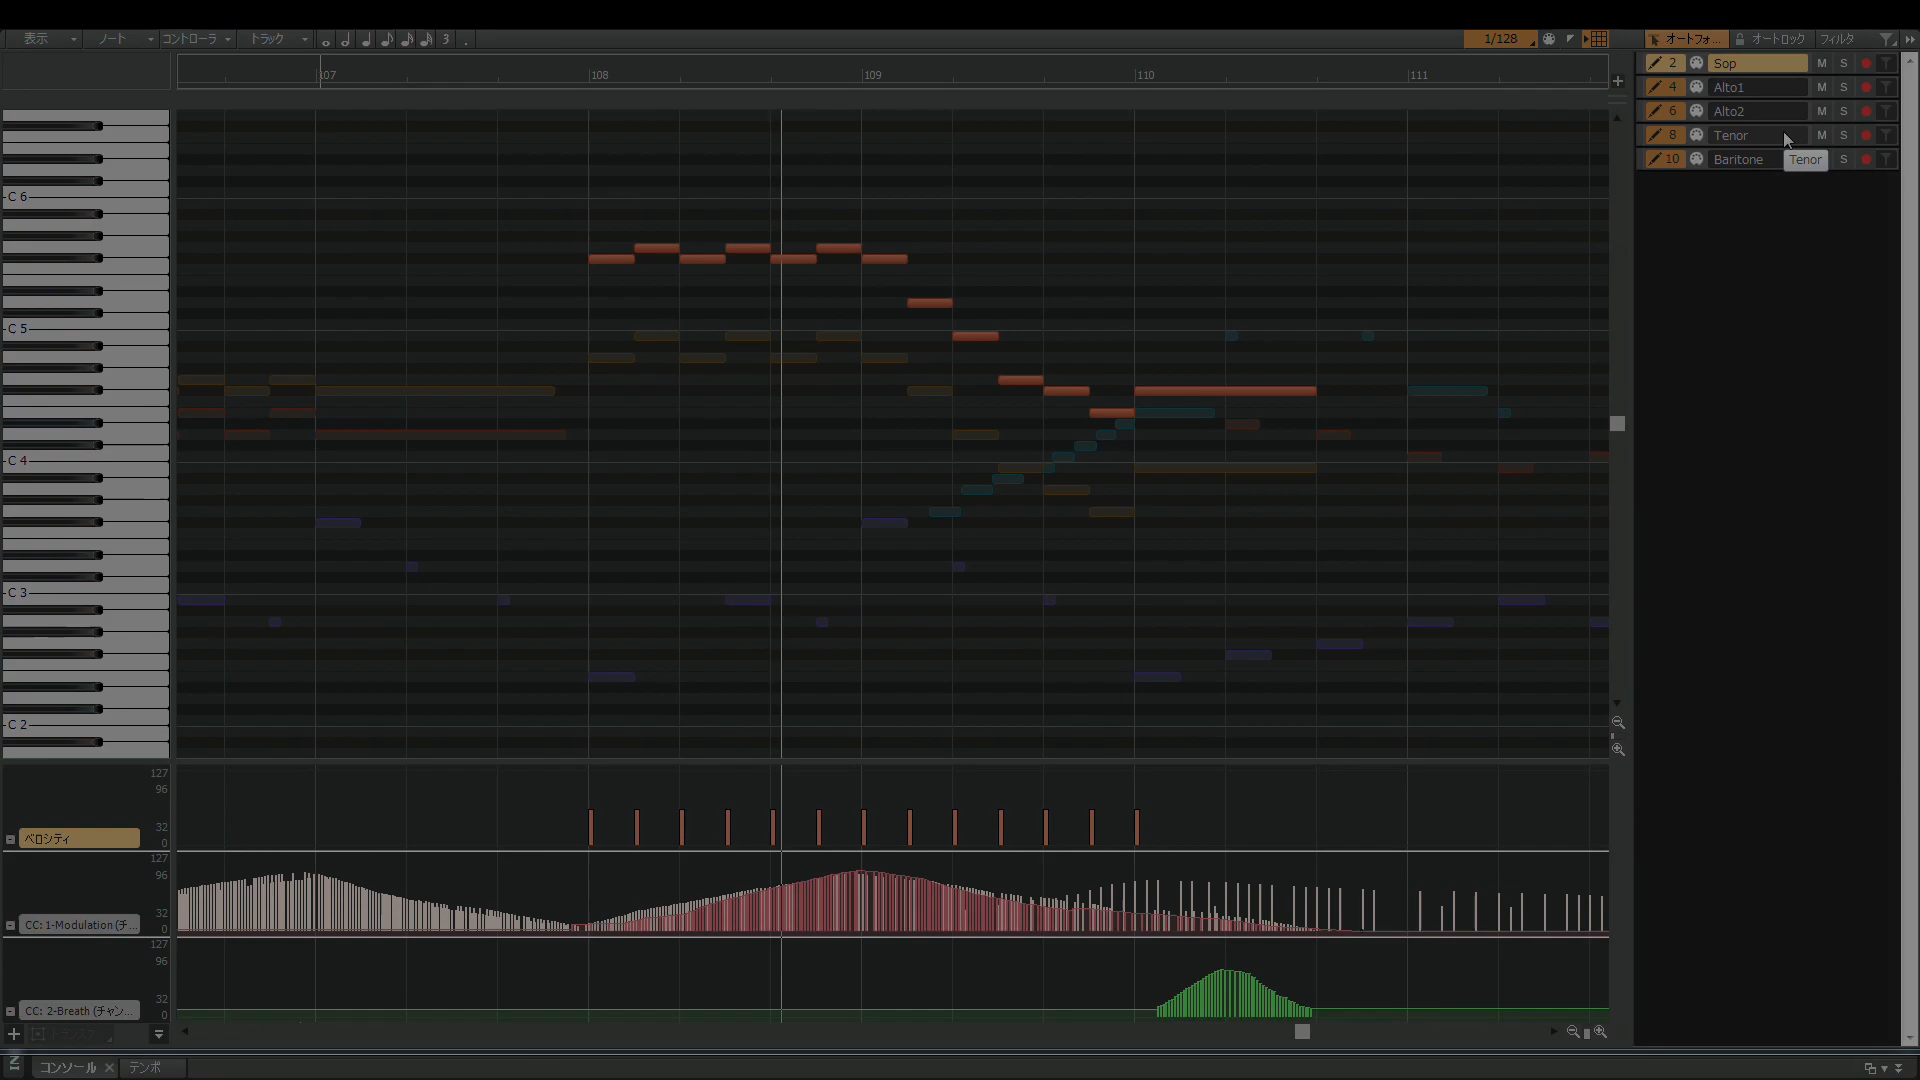 表示 ノート コントローラ トラック 3 . 1/128 オートフォ... オートロック フィルタ
107 108 109 110 111
2 Sop M S
4 Alto1 M S
6 Alto2 M S
8 Tenor M S
10 Baritone Tenor S
C 6
C 5
C 4
C 3
C 2
127
96
32
ベロシティ
0
127
96
32
CC: 1-Modulation (チ...
0
127
96
32
CC: 2-Breath (チャン...
0
コンソール テンポ